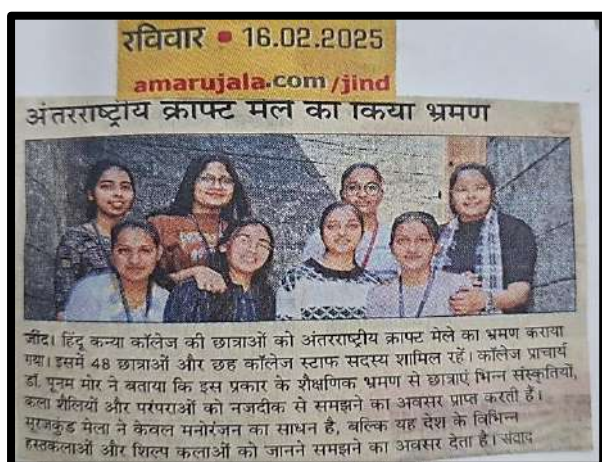 रविवार • 16.02.2025
amarujala.com/jind
अंतरराष्ट्रीय क्राफ्ट मेले का किया भ्रमण
जींद। हिंदू कन्या कॉलेज की छात्राओं को अंतरराष्ट्रीय क्राफ्ट मेले का भ्रमण कराया
गया। इसमें 48 छात्राओं और छह कॉलेज स्टाफ सदस्य शामिल रहें। कॉलेज प्राचार्य
डॉ. पूनम मोर ने बताया कि इस प्रकार के शैक्षणिक भ्रमण से छात्राएं भिन्न संस्कृतियों,
कला शैलियों और परंपराओं को नजदीक से समझने का अवसर प्राप्त करती हैं।
सूरजकुंड मेला ने केवल मनोरंजन का साधन है, बल्कि यह देश के विभिन्न
हस्तकलाओं और शिल्प कलाओं को जानने समझने का अवसर देता है। संवाद